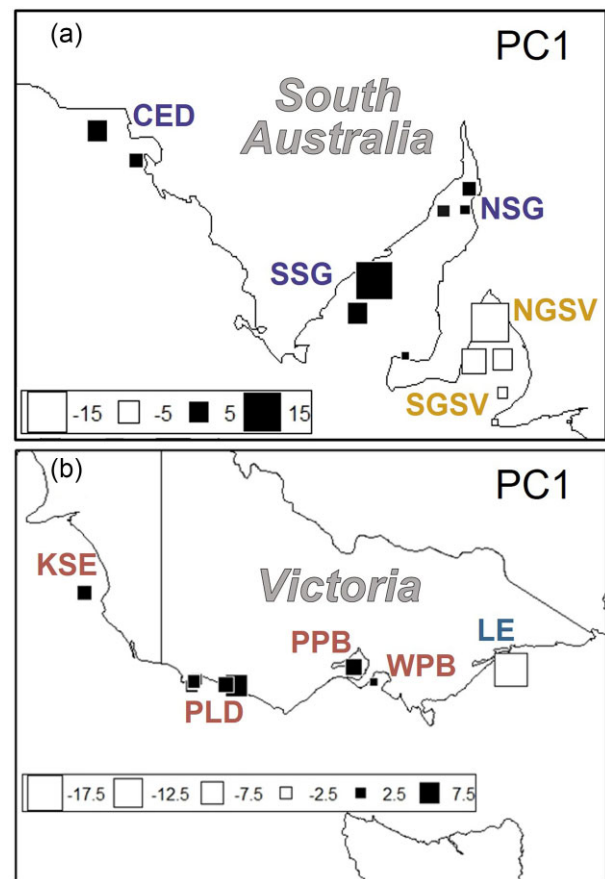 (a) PC1
South
Australia
CED
NSG
SSG
NGSV
SGSV
-15 -5 5 15
(b) PC1
KSE
Victoria
PPB LE
WPB
PLD
-17.5 -12.5 -7.5 -2.5 2.5 7.5